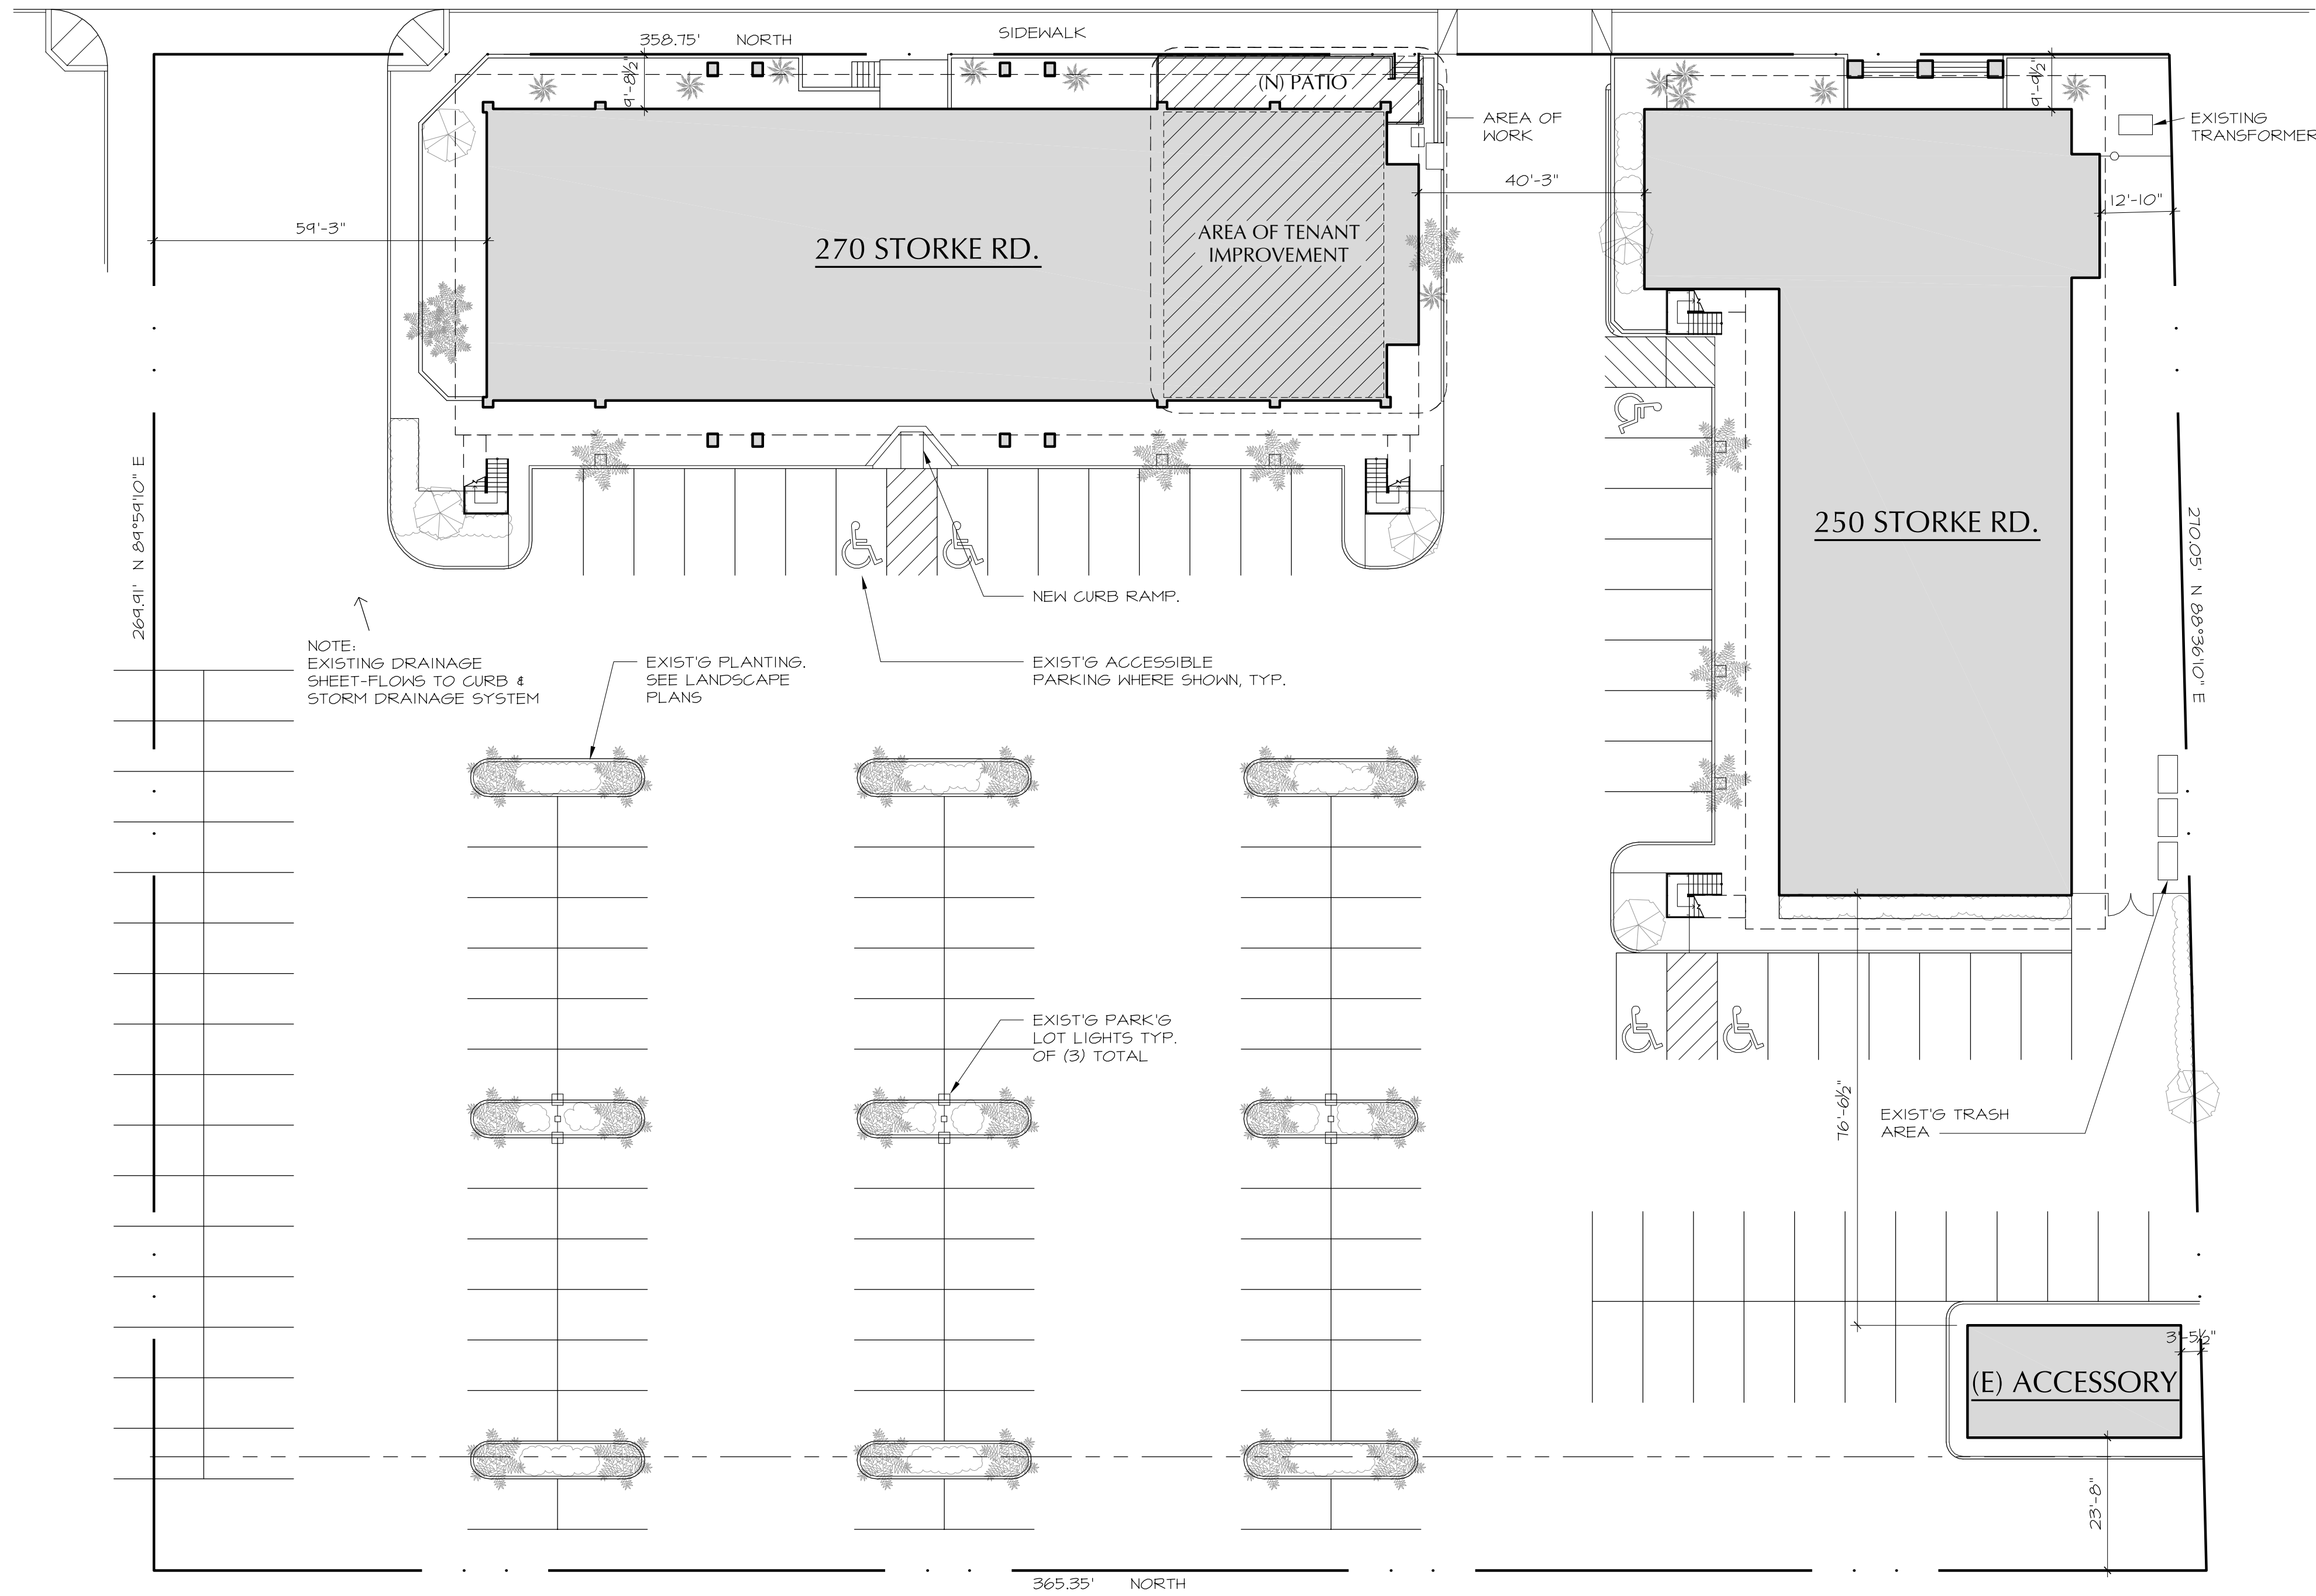 SIDEWALK
358.75' NORTH
9'-8½"
(N) PATIO
9'-9½"
AREA OF
WORK
EXISTING
TRANSFORMER
40'-3"
12'-10"
59'-3"
270 STORKE RD.
AREA OF TENANT
IMPROVEMENT
269.91' N 89°59'10" E
250 STORKE RD.
270.05' N 88°36'10" E
NEW CURB RAMP.
NOTE:
EXISTING DRAINAGE
SHEET-FLOWS TO CURB &
STORM DRAINAGE SYSTEM
EXIST'G PLANTING.
SEE LANDSCAPE
PLANS
EXIST'G ACCESSIBLE
PARKING WHERE SHOWN, TYP.
EXIST'G PARK'G
LOT LIGHTS TYP.
OF (3) TOTAL
76'-6½"
EXIST'G TRASH
AREA
3'-5½"
(E) ACCESSORY
23'-8"
365.35' NORTH